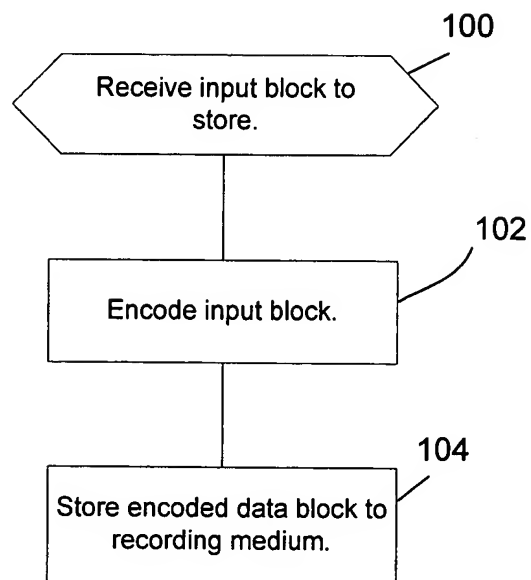 100
Receive input block to
store.
102
Encode input block.
104
Store encoded data block to
recording medium.